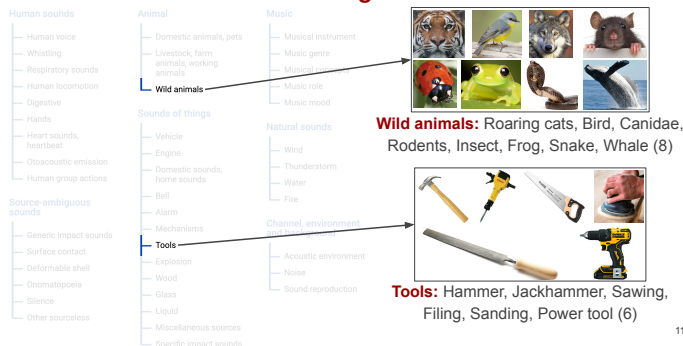 Human sounds
Human voice
Whistling
Respiratory sounds
Human locomotion
Digestive
Hands
Heart sounds,
heartbeat
Otoacoustic emission
Human group actions
Source-ambiguous
sounds
Generic impact sounds
Surface contact
Deformable shell
Onomatopoeia
Silence
Other sourceless
Animal
Domestic animals, pets
Livestock, farm
animals, working
animals
Wild animals
Sounds of things
Vehicle
Engine
Domestic sounds,
home sounds
Bell
Alarm
Mechanisms
Tools
Explosion
Wood
Glass
Liquid
Miscellaneous sources
Specific impact sounds
Music
Musical instrument
Music genre
Musical concepts
Music role
Music mood
Natural sounds
Wind
Thunderstorm
Water
Fire
Channel, environment
and background
Acoustic environment
Noise
Sound reproduction
Wild animals: Roaring cats, Bird, Canidae,
Rodents, Insect, Frog, Snake, Whale (8)
Tools: Hammer, Jackhammer, Sawing,
Filing, Sanding, Power tool (6)
11